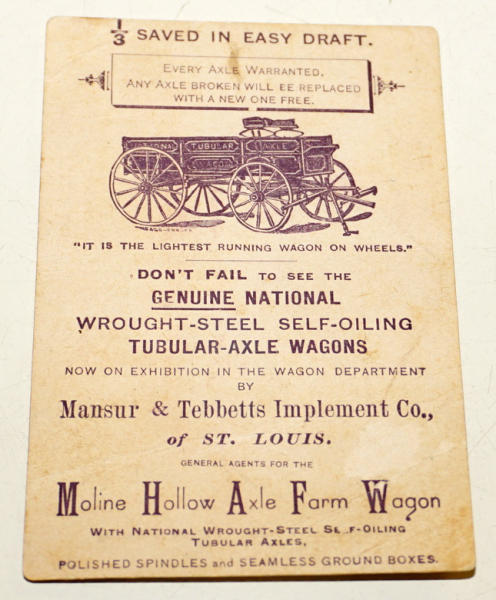 1/3 SAVED IN EASY DRAFT.
EVERY AXLE WARRANTED.
ANY AXLE BROKEN WILL BE REPLACED
WITH A NEW ONE FREE.
NATIONAL TUBULAR AXLE
CO.
"IT IS THE LIGHTEST RUNNING WAGON ON WHEELS."
DON'T FAIL TO SEE THE
GENUINE NATIONAL
WROUGHT-STEEL SELF-OILING
TUBULAR-AXLE WAGONS
NOW ON EXHIBITION IN THE WAGON DEPARTMENT
BY
Mansur & Tebbetts Implement Co.,
of ST. LOUIS.
GENERAL AGENTS FOR THE
Moline Hollow Axle Farm Wagon
WITH NATIONAL WROUGHT-STEEL SELF-OILING
TUBULAR AXLES,
POLISHED SPINDLES AND SEAMLESS GROUND BOXES.